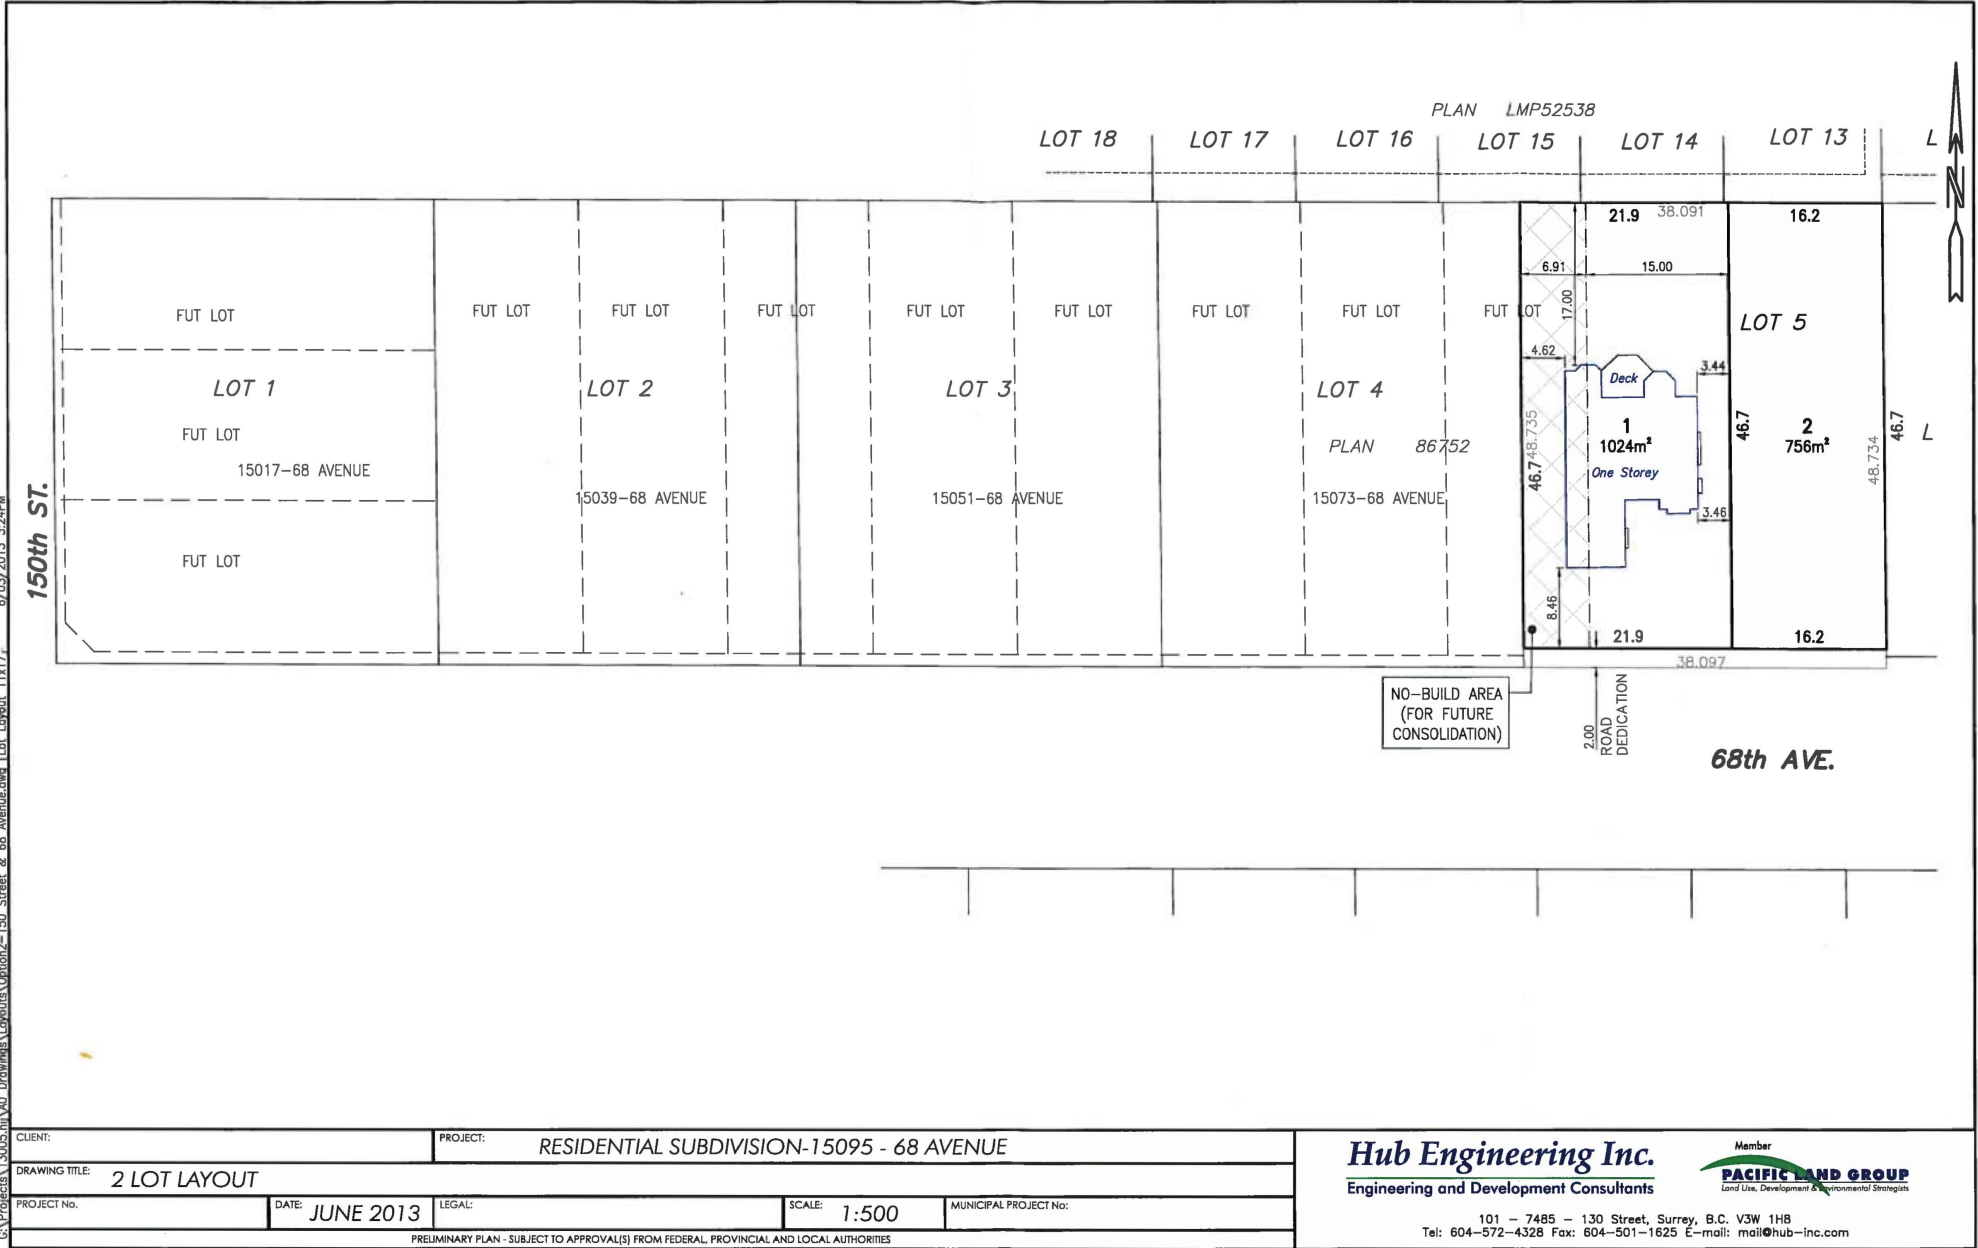 PLAN LMP52538
LOT 18 LOT 17 LOT 16 LOT 15 LOT 14 LOT 13 L
N
21.9 38.091 16.2
6.91 15.00
17.00
FUT LOT FUT LOT FUT LOT FUT LOT FUT LOT FUT LOT FUT LOT FUT LOT FUT LOT
LOT 5
4.62 3.44
Deck
LOT 1 LOT 2 LOT 3 LOT 4
FUT LOT
PLAN 86752
46.7 48.735
1
1024m²
One Storey
46.7
2
756m²
48.734
46.7
L
15017-68 AVENUE
15039-68 AVENUE 15051-68 AVENUE 15073-68 AVENUE
3.46
150th ST.
FUT LOT
8.46
21.9 16.2
38.097
NO-BUILD AREA
(FOR FUTURE
CONSOLIDATION)
2.00
ROAD
DEDICATION
68th AVE.
CLIENT:
PROJECT: RESIDENTIAL SUBDIVISION-15095 - 68 AVENUE
DRAWING TITLE: 2 LOT LAYOUT
PROJECT No.
DATE: JUNE 2013
LEGAL:
SCALE: 1:500
MUNICIPAL PROJECT No:
PRELIMINARY PLAN - SUBJECT TO APPROVAL(S) FROM FEDERAL, PROVINCIAL AND LOCAL AUTHORITIES
Hub Engineering Inc.
Engineering and Development Consultants
Member
PACIFIC LAND GROUP
Land Use, Development & Environmental Strategists
101 - 7485 - 130 Street, Surrey, B.C. V3W 1H8
Tel: 604-572-4328 Fax: 604-501-1625 E-mail: mail@hub-inc.com